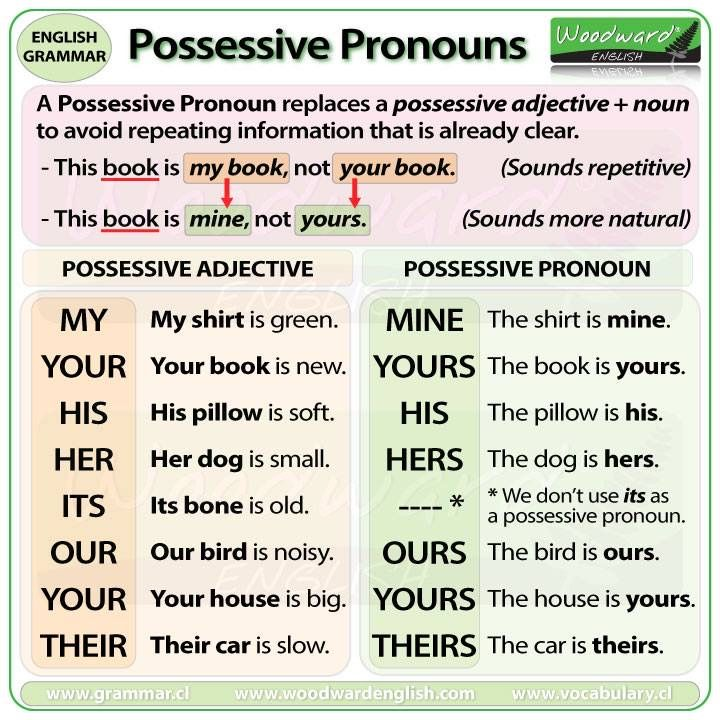 ENGLISH
GRAMMAR
Possessive Pronouns
Woodward®
ENGLISH
A Possessive Pronoun replaces a possessive adjective + noun
to avoid repeating information that is already clear.
- This book is my book, not your book. (Sounds repetitive)
- This book is mine, not yours. (Sounds more natural)
POSSESSIVE ADJECTIVE POSSESSIVE PRONOUN
MY My shirt is green. MINE The shirt is mine.
YOUR Your book is new. YOURS The book is yours.
HIS His pillow is soft. HIS The pillow is his.
HER Her dog is small. HERS The dog is hers.
ITS Its bone is old. ---- * * We don't use its as
a possessive pronoun.
OUR Our bird is noisy. OURS The bird is ours.
YOUR Your house is big. YOURS The house is yours.
THEIR Their car is slow. THEIRS The car is theirs.
www.grammar.cl www.woodwardenglish.com www.vocabulary.cl